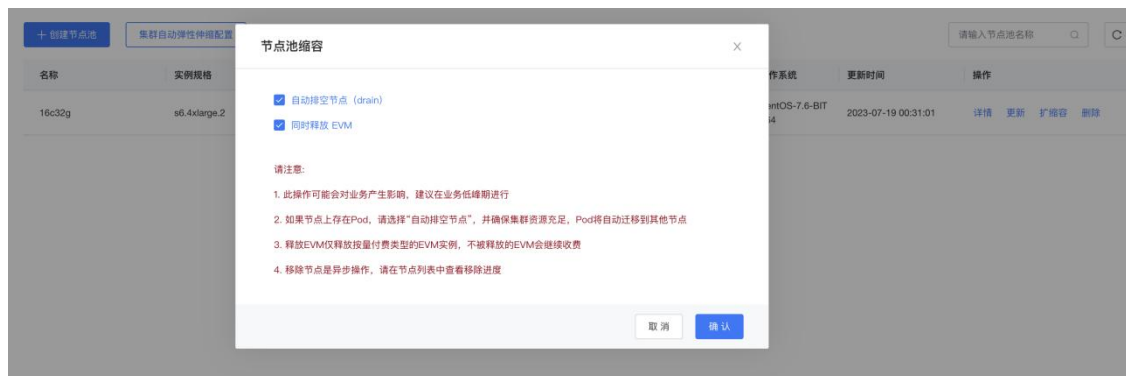 + 创建节点池
集群自动弹性伸缩配置
请输入节点池名称
节点池缩容
名称
实例规格
作系统
更新时间
操作
自动排空节点（drain）
16c32g
s6.4xlarge.2
entOS-7.6-BIT
2023-07-19 00:31:01
详情
更新
扩缩容
删除
同时释放 EVM
请注意:
1. 此操作可能会对业务产生影响，建议在业务低峰期进行
2. 如果节点上存在Pod，请选择“自动排空节点”，并确保集群资源充足，Pod将自动迁移到其他节点
3. 释放EVM仅释放按量付费类型的EVM实例，不被释放的EVM会继续收费
4. 移除节点是异步操作，请在节点列表中查看移除进度
取 消
确 认